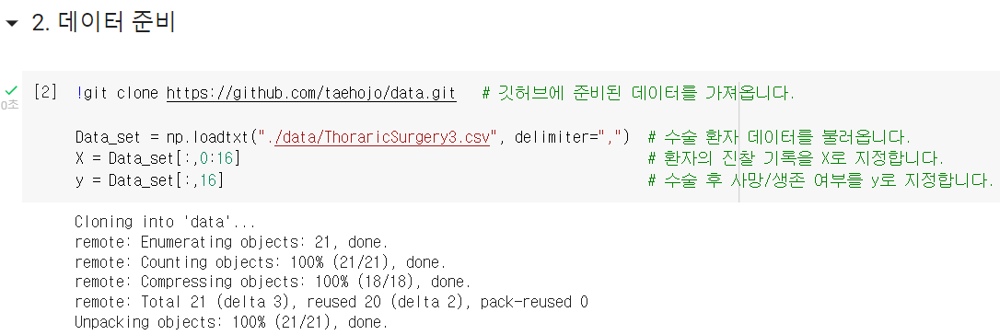 2. 데이터 준비
[2] !git clone https://github.com/taehojo/data.git # 깃허브에 준비된 데이터를 가져옵니다.
0초
Data_set = np.loadtxt("./data/ThoraricSurgery3.csv", delimiter=",") # 수술 환자 데이터를 불러옵니다.
X = Data_set[:,0:16] # 환자의 진찰 기록을 X로 지정합니다.
y = Data_set[:,16] # 수술 후 사망/생존 여부를 y로 지정합니다.
Cloning into 'data'...
remote: Enumerating objects: 21, done.
remote: Counting objects: 100% (21/21), done.
remote: Compressing objects: 100% (18/18), done.
remote: Total 21 (delta 3), reused 20 (delta 2), pack-reused 0
Unpacking objects: 100% (21/21), done.